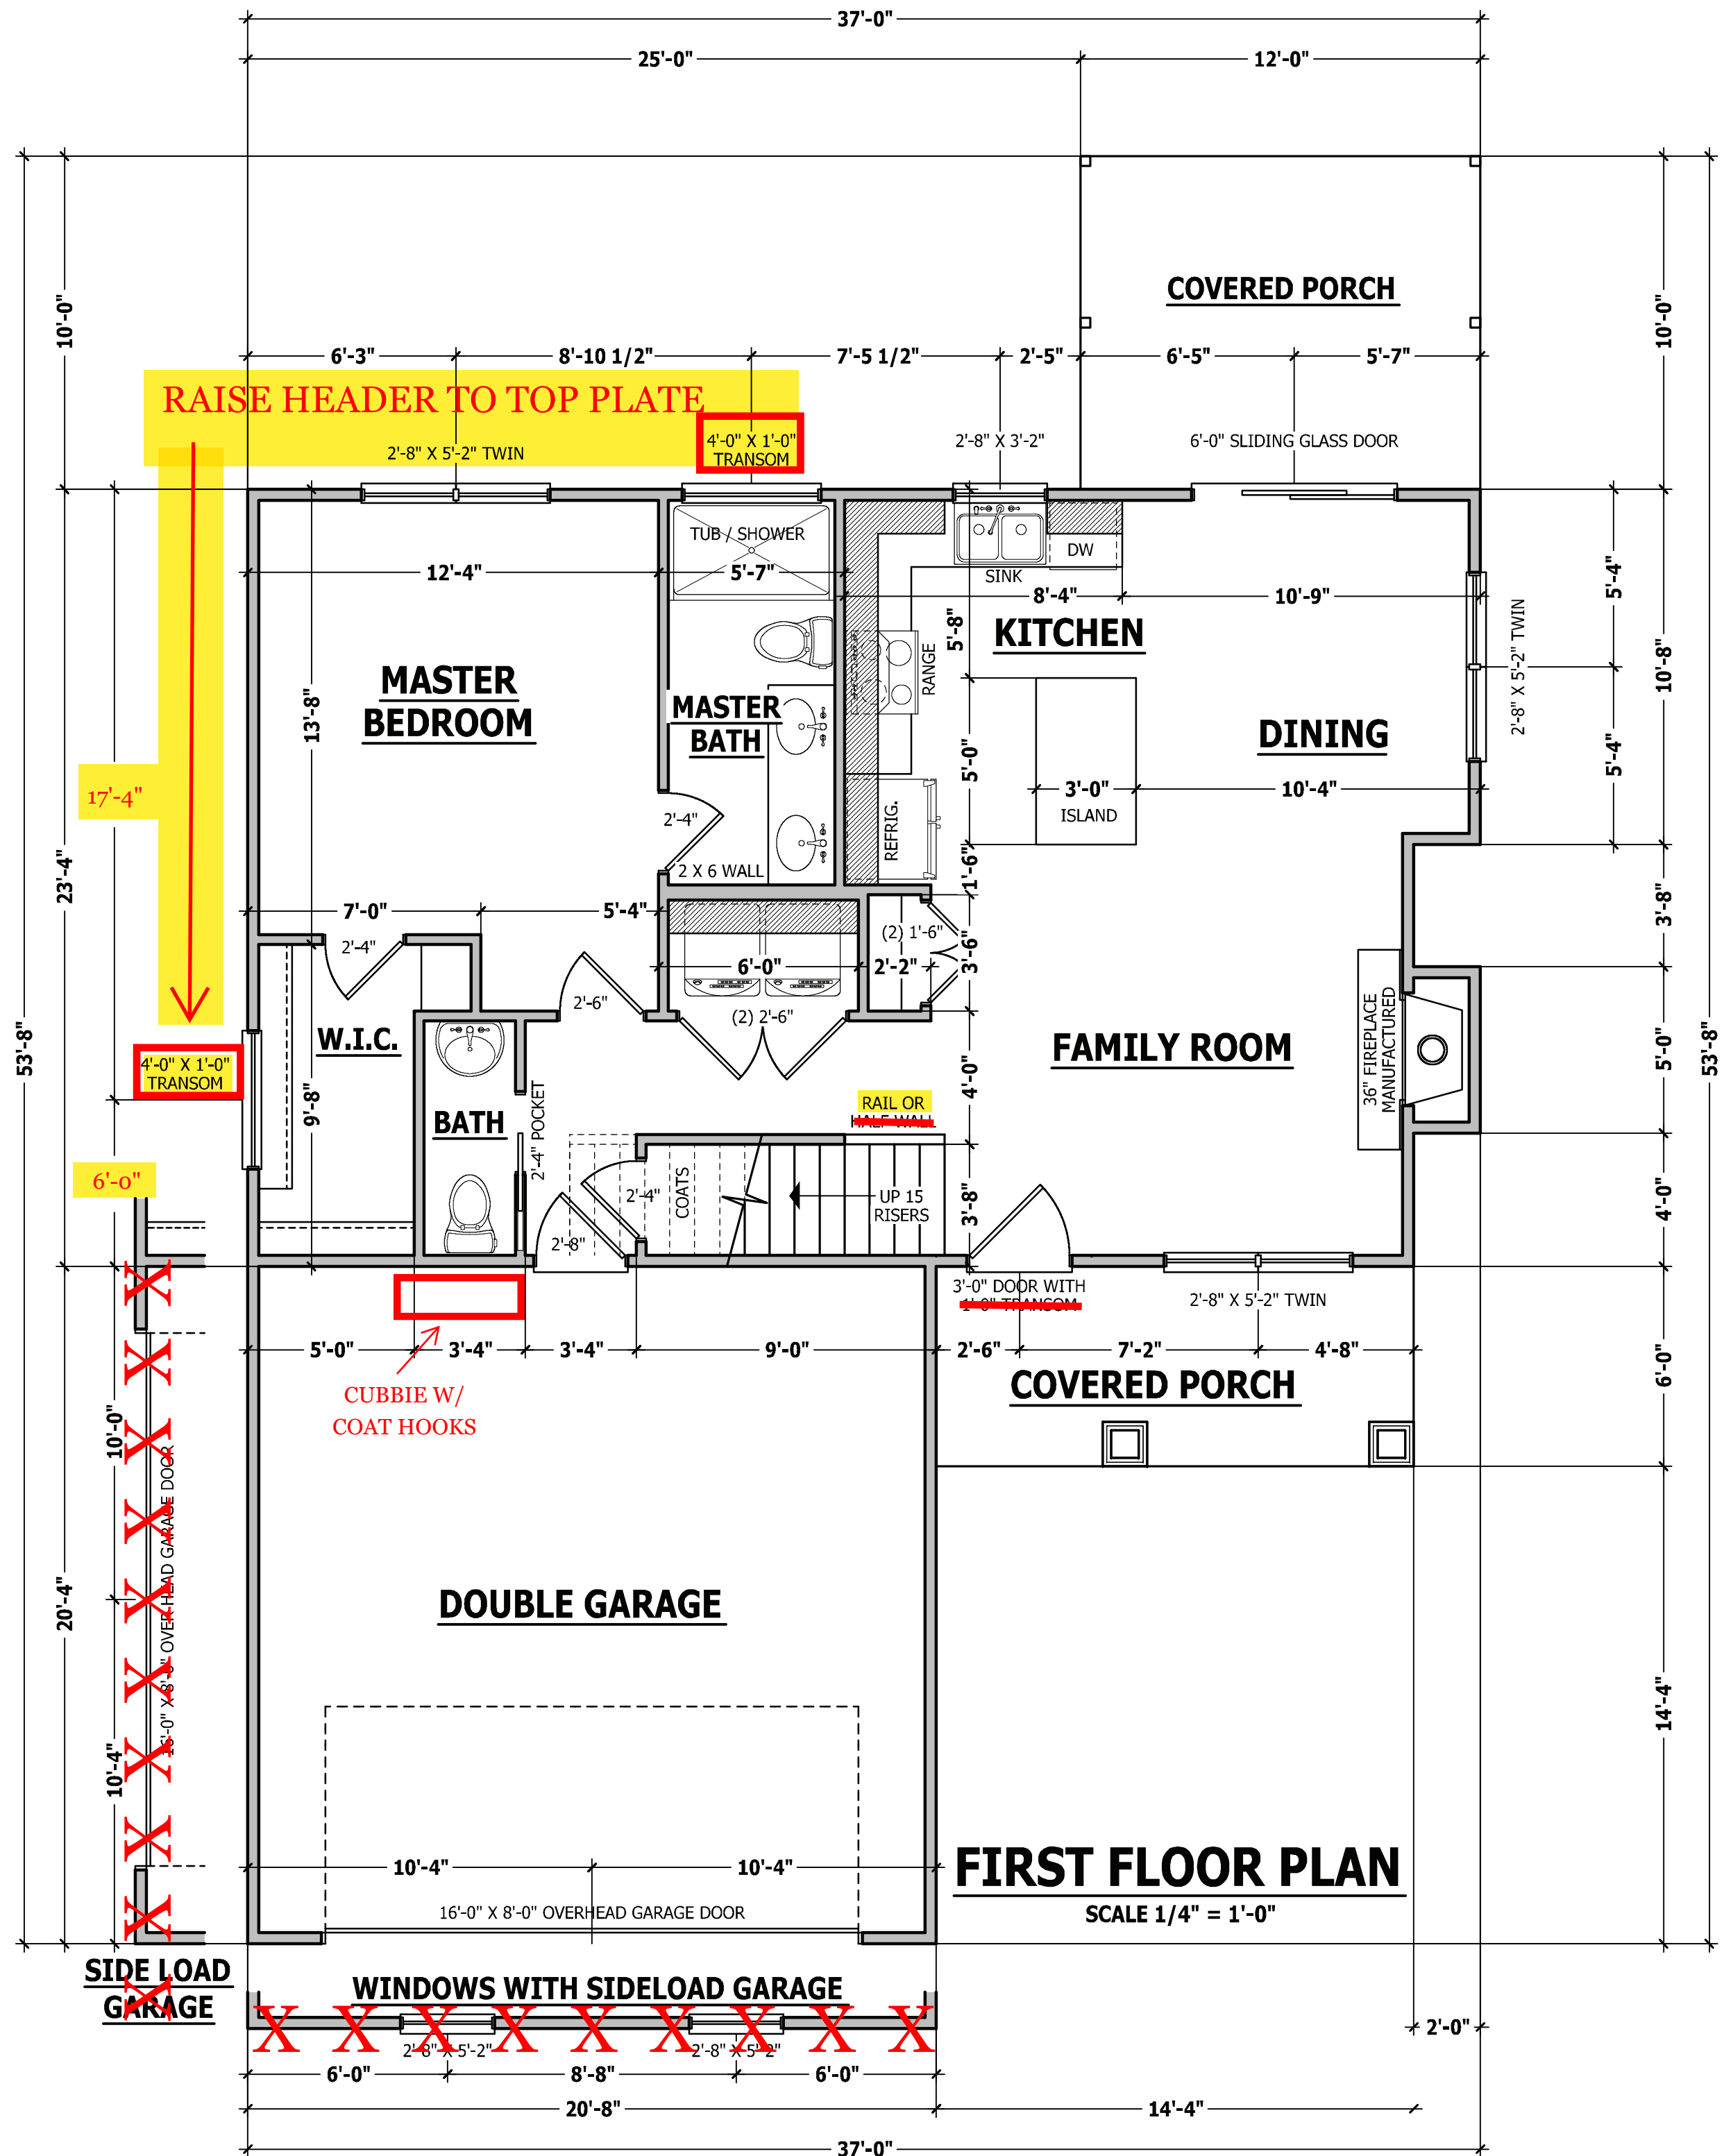 37'-0"
25'-0"
12'-0"
COVERED PORCH
10'-0"
10'-0"
6'-3"
8'-10 1/2"
7'-5 1/2"
2'-5"
6'-5"
5'-7"
RAISE HEADER TO TOP PLATE
2'-8" X 5'-2" TWIN
4'-0" X 1'-0"
TRANSOM
2'-8" X 3'-2"
6'-0" SLIDING GLASS DOOR
TUB / SHOWER
SINK
DW
12'-4"
5'-7"
8'-4"
10'-9"
5'-4"
5'-8"
KITCHEN
RANGE
2'-8" X 5'-2" TWIN
10'-8"
MASTER
BEDROOM
13'-8"
MASTER
BATH
DINING
5'-0"
3'-0"
ISLAND
10'-4"
5'-4"
17'-4"
2'-4"
REFRIG.
2 X 6 WALL
1'-6"
23'-4"
3'-8"
7'-0"
5'-4"
2'-4"
(2) 1'-6"
3'-6"
6'-0"
2'-2"
2'-6"
(2) 2'-6"
53'-8"
53'-8"
W.I.C.
FAMILY ROOM
36" FIREPLACE
MANUFACTURED
5'-0"
4'-0" X 1'-0"
TRANSOM
9'-8"
BATH
2'-4" POCKET
4'-0"
RAIL OR
HALF WALL
6'-0"
2'-4"
COATS
UP 15
RISERS
3'-8"
4'-0"
2'-8"
3'-0" DOOR WITH
1'-0" TRANSOM
2'-8" X 5'-2" TWIN
5'-0"
3'-4"
3'-4"
9'-0"
2'-6"
7'-2"
4'-8"
6'-0"
CUBBIE W/
COAT HOOKS
COVERED PORCH
10'-0"
16'-0" X 8'-0" OVERHEAD GARAGE DOOR
X
X
X
X
X
X
X
X
X
X
20'-4"
DOUBLE GARAGE
14'-4"
10'-4"
10'-4"
10'-4"
16'-0" X 8'-0" OVERHEAD GARAGE DOOR
FIRST FLOOR PLAN
SCALE 1/4" = 1'-0"
SIDE LOAD
GARAGE
WINDOWS WITH SIDELOAD GARAGE
X X X X X X X X X
2'-8" X 5'-2"
2'-8" X 5'-2"
2'-0"
6'-0"
8'-8"
6'-0"
20'-8"
14'-4"
37'-0"